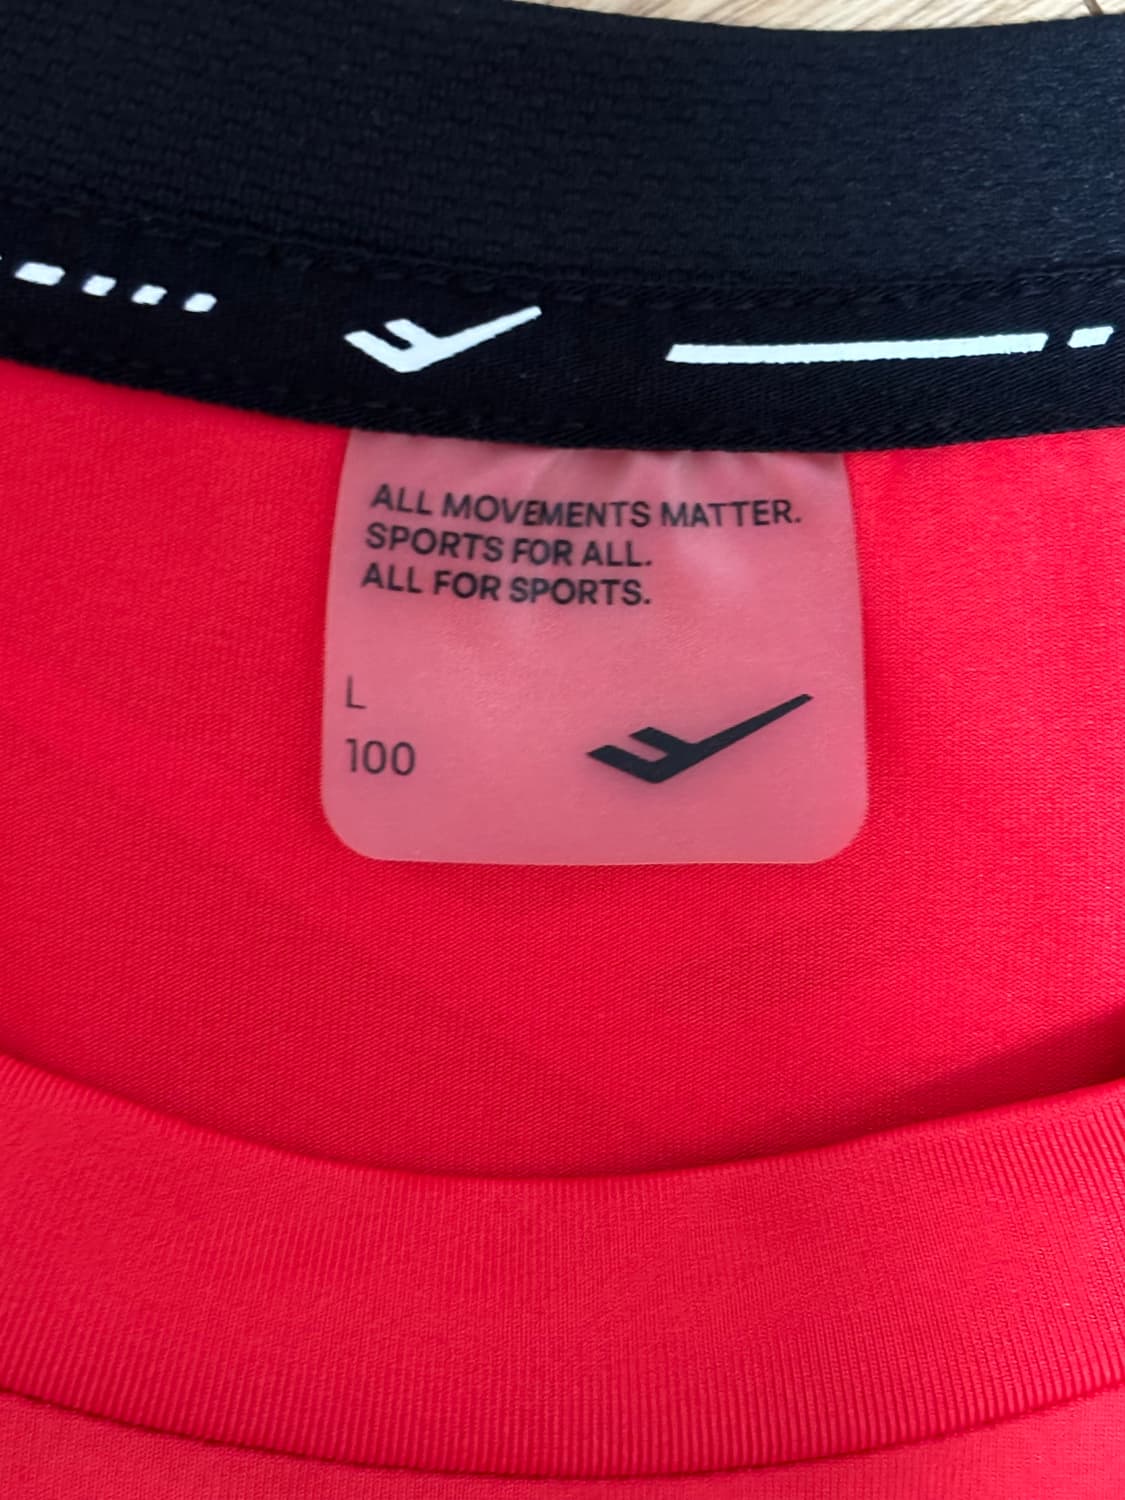 ALL MOVEMENTS MATTER.
SPORTS FOR ALL.
ALL FOR SPORTS.
L
100